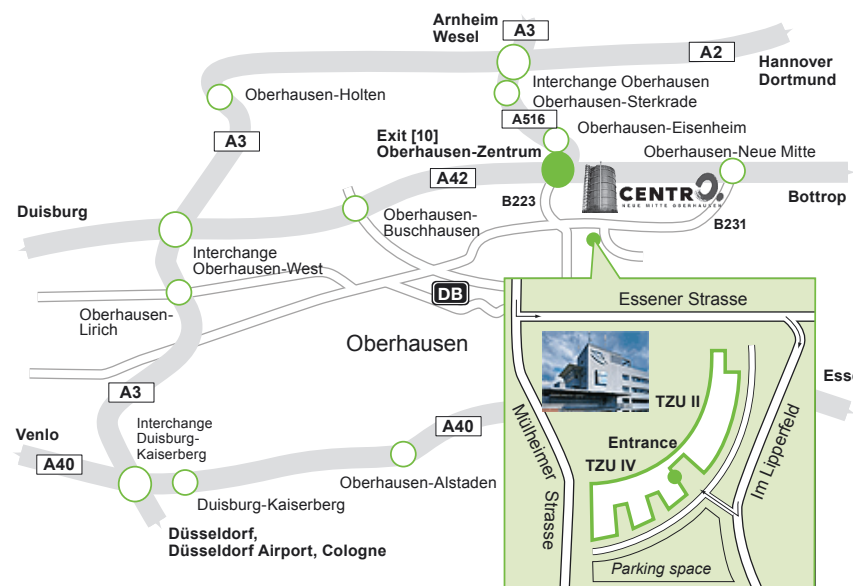 Arnheim
Wesel
A3
A2
Hannover
Dortmund
Interchange Oberhausen
Oberhausen-Sterkrade
Oberhausen-Holten
A516
Oberhausen-Eisenheim
A3
Exit [10]
Oberhausen-Zentrum
Oberhausen-Neue Mitte
A42
CENTRO.
NEUE MITTE OBERHAUSEN
Bottrop
B223
B231
Duisburg
Oberhausen-
Buschhausen
Interchange
Oberhausen-West
DB
Oberhausen-
Lirich
Oberhausen
Essener Strasse
A3
TZU II
Esse
Mülheimer Strasse
Im Lipperfeld
Interchange
Duisburg-
Kaiserberg
Venlo
A40
A40
Entrance
TZU IV
Oberhausen-Alstaden
Duisburg-Kaiserberg
Düsseldorf,
Düsseldorf Airport, Cologne
Parking space